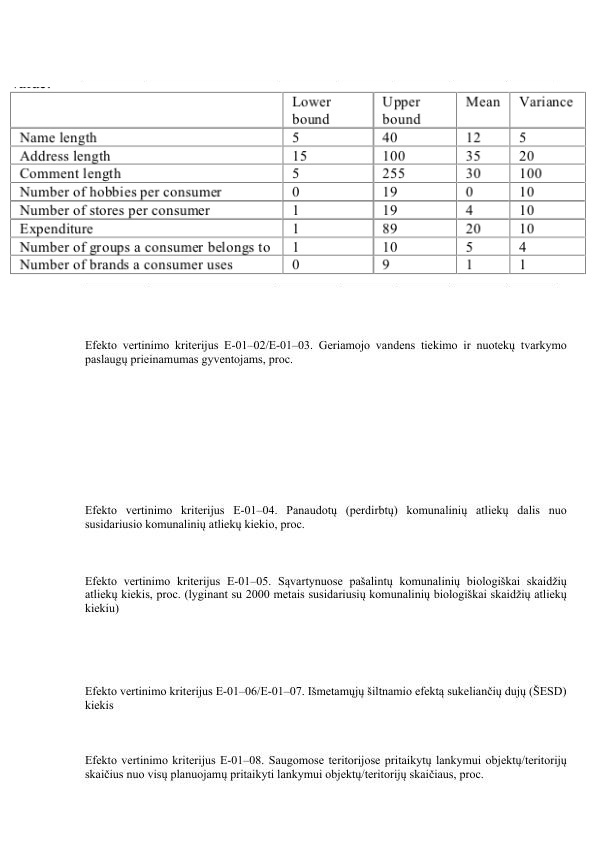 Lower Upper Mean Variance
bound bound
Name length 5 40 12 5
Address length 15 100 35 20
Comment length 5 255 30 100
Number of hobbies per consumer 0 19 0 10
Number of stores per consumer 1 19 4 10
Expenditure 1 89 20 10
Number of groups a consumer belongs to 1 10 5 4
Number of brands a consumer uses 0 9 1 1
Efekto vertinimo kriterijus E-01–02/E-01–03. Geriamojo vandens tiekimo ir nuotekų tvarkymo
paslaugų prieinamumas gyventojams, proc.
Efekto vertinimo kriterijus E-01–04. Panaudotų (perdirbtų) komunalinių atliekų dalis nuo
susidariusio komunalinių atliekų kiekio, proc.
Efekto vertinimo kriterijus E-01–05. Sąvartynuose pašalintų komunalinių biologiškai skaidžių
atliekų kiekis, proc. (lyginant su 2000 metais susidariusių komunalinių biologiškai skaidžių atliekų
kiekiu)
Efekto vertinimo kriterijus E-01–06/E-01–07. Išmetamųjų šiltnamio efektą sukeliančių dujų (ŠESD)
kiekis
Efekto vertinimo kriterijus E-01–08. Saugomose teritorijose pritaikytų lankymui objektų/teritorijų
skaičius nuo visų planuojamų pritaikyti lankymui objektų/teritorijų skaičiaus, proc.